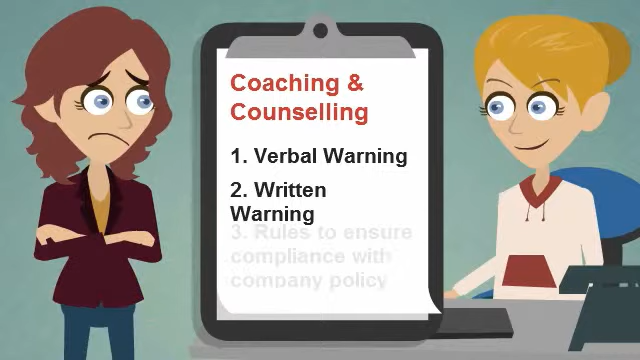 Coaching &
Counselling
1. Verbal Warning
2. Written
Warning
3. Rules to ensure
compliance with
company policy